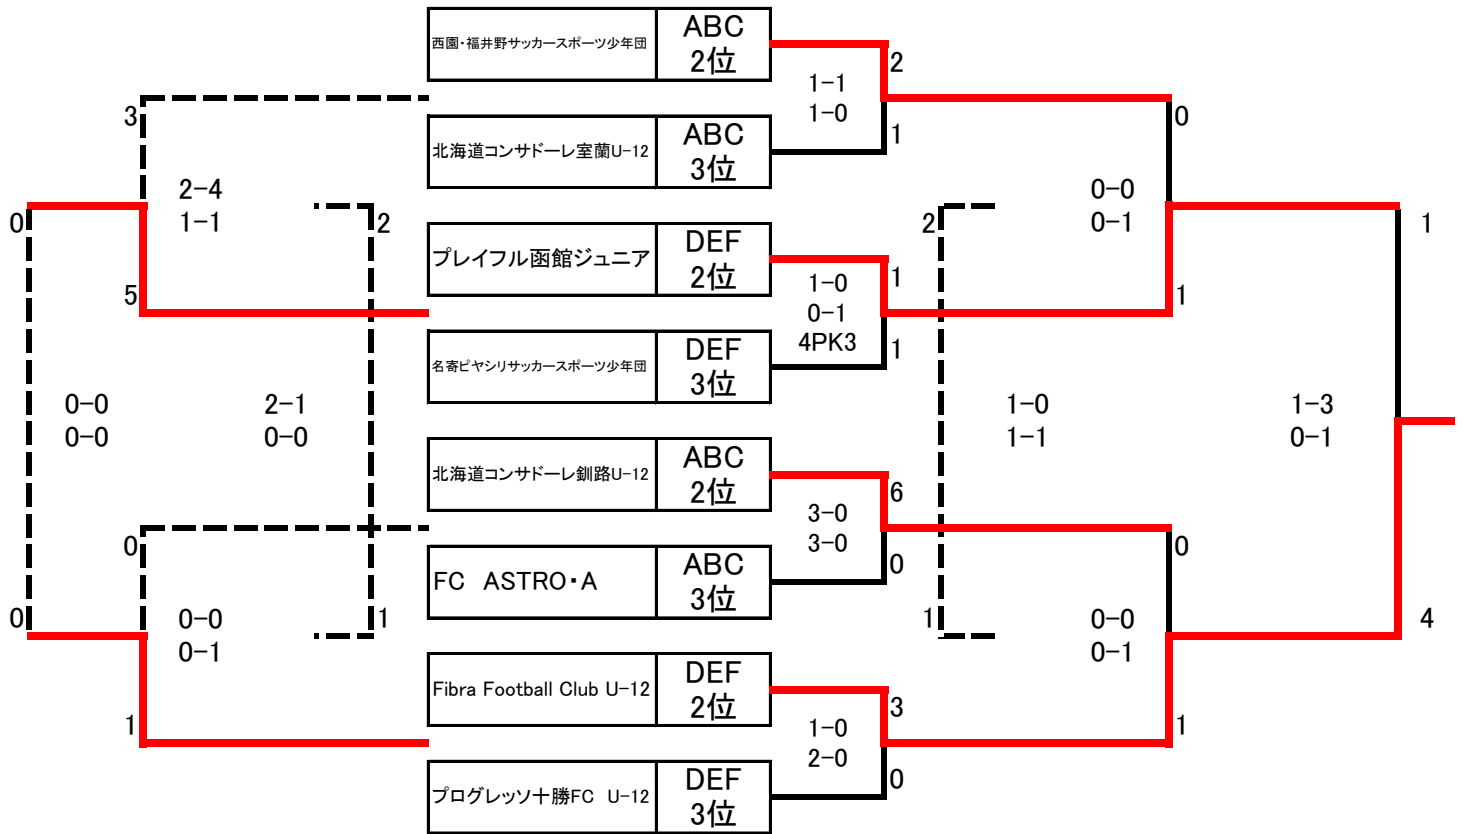 西園・福井野サッカースポーツ少年団
ABC
2位
2
1-1
1-0
3
0
北海道コンサドーレ室蘭U-12
ABC
3位
1
2-4
1-1
0-0
0-1
0
2
2
1
プレイフル函館ジュニア
DEF
2位
1
1-0
0-1
4PK3
5
1
名寄ピヤシリサッカースポーツ少年団
DEF
3位
1
0-0
0-0
2-1
0-0
1-0
1-1
1-3
0-1
北海道コンサドーレ釧路U-12
ABC
2位
6
3-0
3-0
0
0
FC ASTRO・A
ABC
3位
0
0
0-0
0-1
1
1
0-0
0-1
4
Fibra Football Club U-12
DEF
2位
3
1-0
2-0
1
1
プログレッソ十勝FC U-12
DEF
3位
0